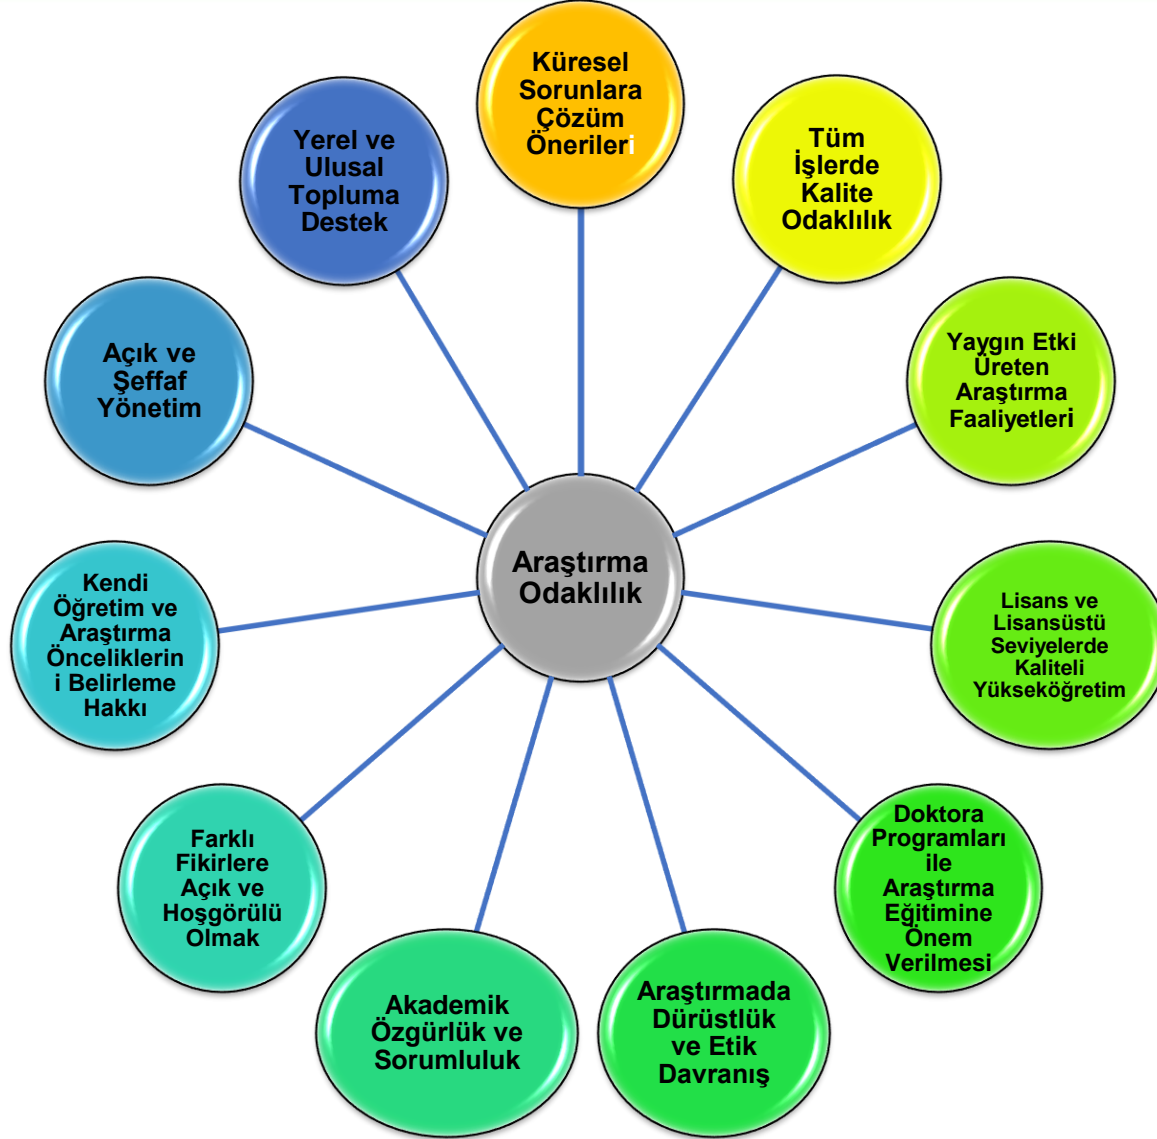 Küresel
Sorunlara
Çözüm
Önerileri
Tüm
İşlerde
Kalite
Odaklılık
Yaygın Etki
Üreten
Araştırma
Faaliyetleri
Lisans ve
Lisansüstü
Seviyelerde
Kaliteli
Yükseköğretim
Doktora
Programları
ile
Araştırma
Eğitimine
Önem
Verilmesi
Araştırmada
Dürüstlük
ve Etik
Davranış
Akademik
Özgürlük ve
Sorumluluk
Farklı
Fikirlere
Açık ve
Hoşgörülü
Olmak
Kendi
Öğretim ve
Araştırma
Önceliklerin
i Belirleme
Hakkı
Açık ve
Şeffaf
Yönetim
Yerel ve
Ulusal
Topluma
Destek
Araştırma
Odaklılık